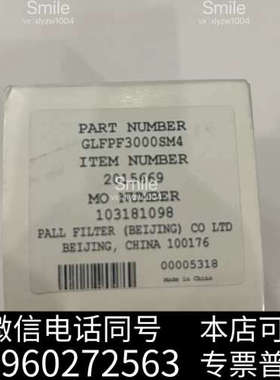 Smile
vx:xlyzw1004
Smile
vx:xlyzw1004
PART NUMBER
GLFPF3000SM4
ITEM NUMBER
2015669
MO NUMBER
103181098
PALL FILTER (BEIJING) CO LTD
BEIJING, CHINA 100176
00005318
Made in China
微信电话同号
本店可
960272563
专票普